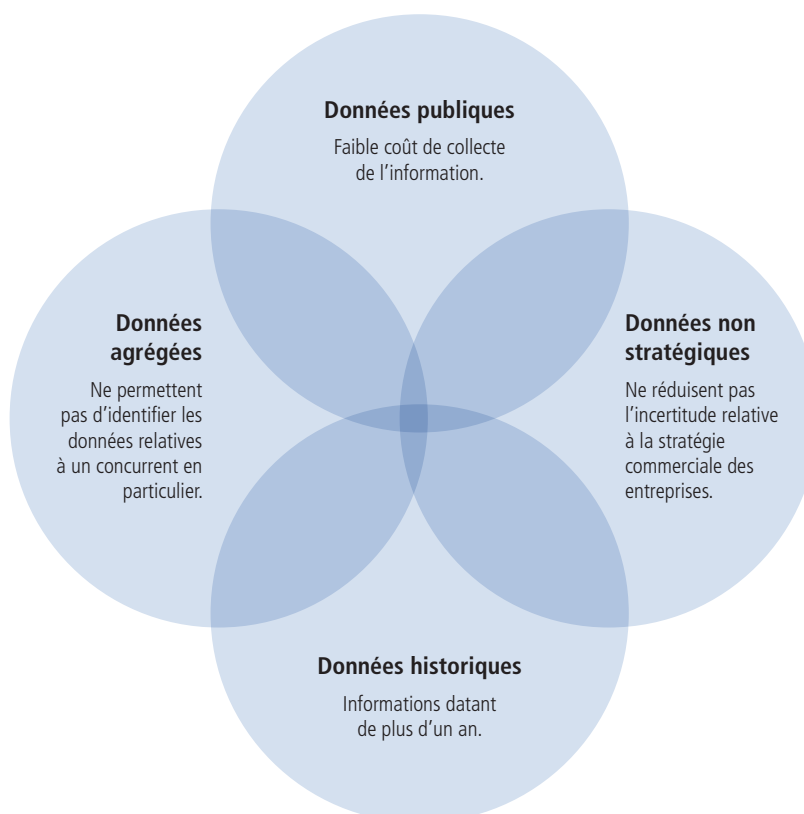 Données publiques
Faible coût de collecte
de l’information.
Données
agrégées
Ne permettent
pas d’identifier les
données relatives
à un concurrent en
particulier.
Données non
stratégiques
Ne réduisent pas
l’incertitude relative
à la stratégie
commerciale des
entreprises.
Données historiques
Informations datant
de plus d’un an.